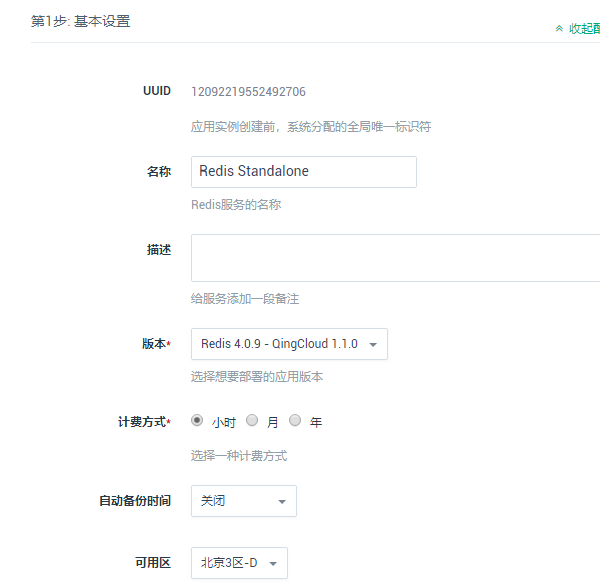 第1步: 基本设置
收起配
UUID
12092219552492706
应用实例创建前，系统分配的全局唯一标识符
名称
Redis Standalone
Redis服务的名称
描述
给服务添加一段备注
版本*
Redis 4.0.9 - QingCloud 1.1.0
选择想要部署的应用版本
计费方式*
小时 月 年
选择一种计费方式
自动备份时间
关闭
可用区
北京3区-D